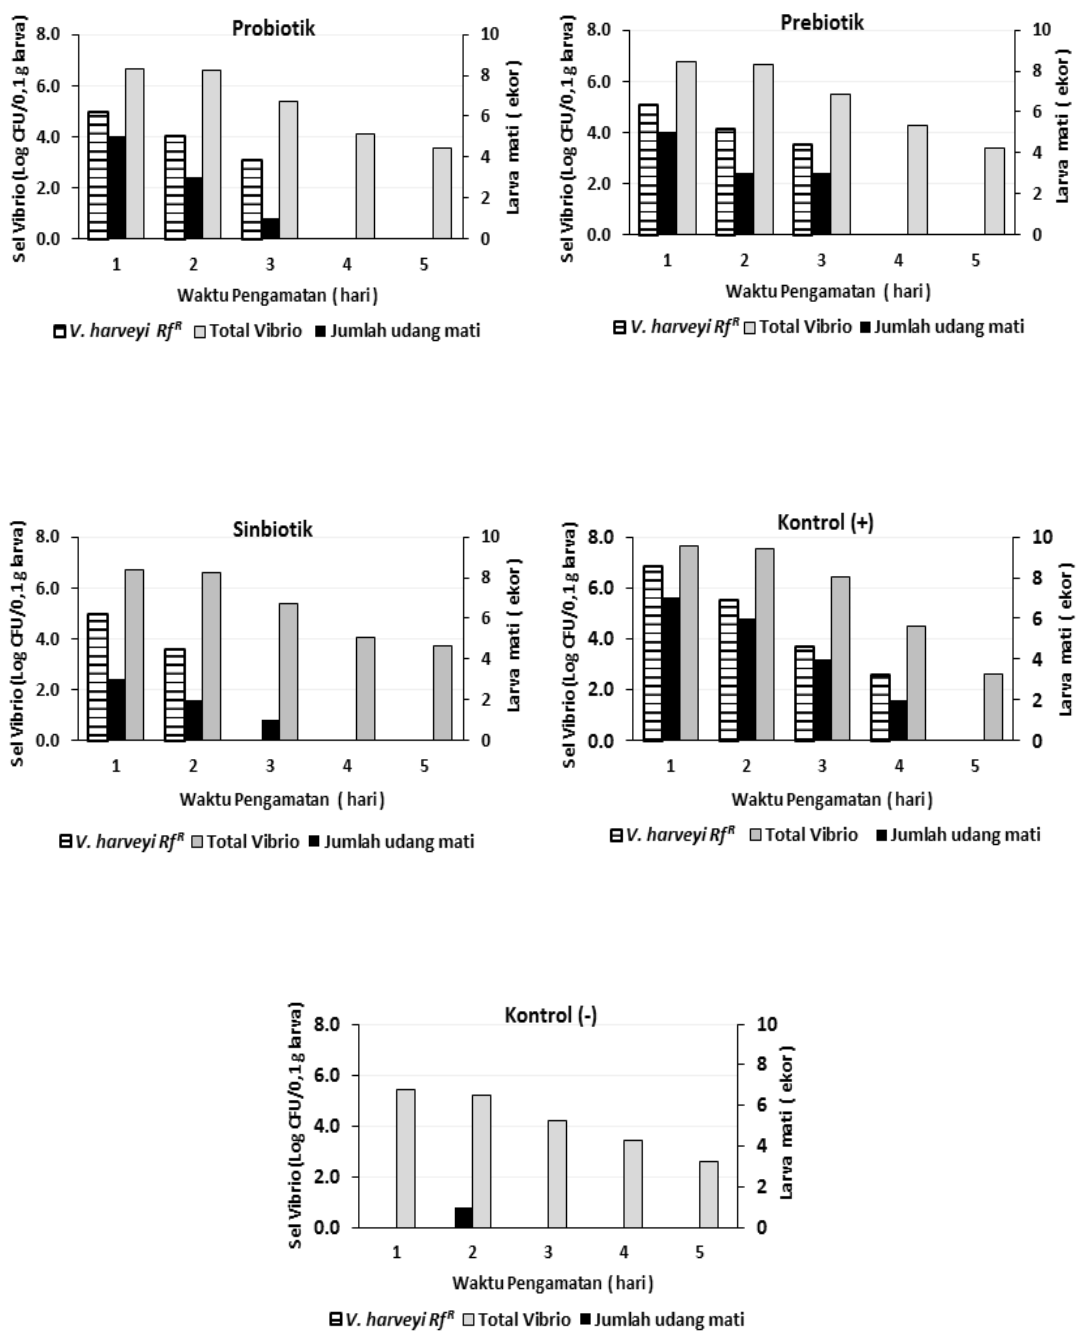 Probiotik
Sel Vibrio (Log CFU/0,1 g larva)
8.0
6.0
4.0
2.0
0.0
10
8
6
4
2
0
Larva mati ( ekor)
1 2 3 4 5
Waktu Pengamatan ( hari)
V. harveyi Rf^R Total Vibrio Jumlah udang mati
Prebiotik
Sel Vibrio (Log CFU/0,1 g larva)
8.0
6.0
4.0
2.0
0.0
10
8
6
4
2
0
Larva mati ( ekor)
1 2 3 4 5
Waktu Pengamatan ( hari)
V. harveyi Rf^R Total Vibrio Jumlah udang mati
Sinbiotik
Sel Vibrio (Log CFU/0,1 g larva)
8.0
6.0
4.0
2.0
0.0
10
8
6
4
2
0
Larva mati ( ekor)
1 2 3 4 5
Waktu Pengamatan ( hari)
V. harveyi Rf^R Total Vibrio Jumlah udang mati
Kontrol (+)
Sel Vibrio (Log CFU/0,1 g larva)
8.0
6.0
4.0
2.0
0.0
10
8
6
4
2
0
Larva mati ( ekor)
1 2 3 4 5
Waktu Pengamatan ( hari)
V. harveyi Rf^R Total Vibrio Jumlah udang mati
Kontrol (-)
Sel Vibrio (Log CFU/0,1 g larva)
8.0
6.0
4.0
2.0
0.0
10
8
6
4
2
0
Larva mati ( ekor)
1 2 3 4 5
Waktu Pengamatan ( hari)
V. harveyi Rf^R Total Vibrio Jumlah udang mati